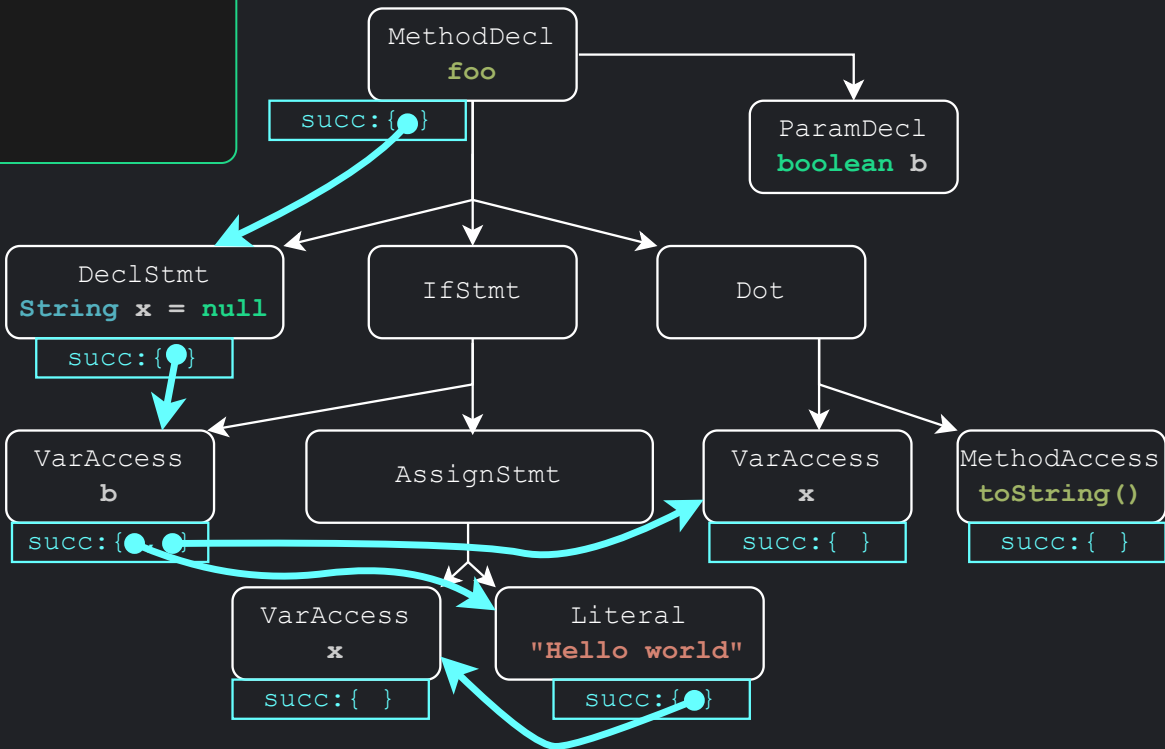 MethodDecl
foo
succ:{ }
ParamDecl
boolean b
DeclStmt
String x = null
succ:{ }
IfStmt
Dot
VarAccess
b
succ:{ , }
AssignStmt
VarAccess
x
succ:{ }
MethodAccess
toString()
succ:{ }
VarAccess
x
succ:{ }
Literal
"Hello world"
succ:{ }